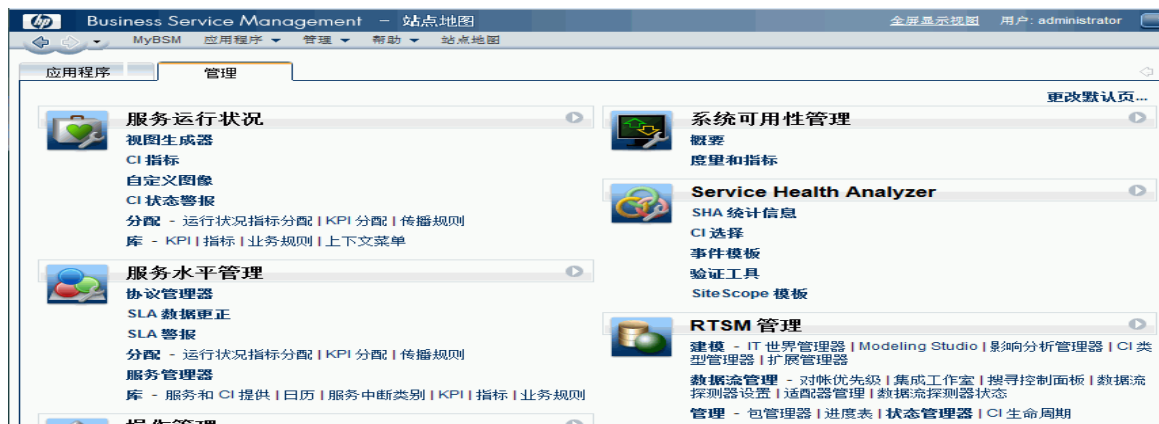 hp Business Service Management - 站点地图
全屏显示视图 用户: administrator
MyBSM 应用程序 管理 帮助 站点地图
应用程序 管理
更改默认页...
服务运行状况
视图生成器
CI 指标
自定义图像
CI 状态警报
分配 - 运行状况指标分配 | KPI 分配 | 传播规则
库 - KPI | 指标 | 业务规则 | 上下文菜单
服务水平管理
协议管理器
SLA 数据更正
SLA 警报
分配 - 运行状况指标分配 | KPI 分配 | 传播规则
服务管理器
库 - 服务和 CI 提供 | 日历 | 服务中断类别 | KPI | 指标 | 业务规则
操作管理
系统可用性管理
概要
度量和指标
Service Health Analyzer
SHA 统计信息
CI 选择
事件模板
验证工具
SiteScope 模板
RTSM 管理
建模 - IT 世界管理器 | Modeling Studio | 影响分析管理器 | CI 类
型管理器 | 扩展管理器
数据流管理 - 对帐优先级 | 集成工作室 | 搜寻控制面板 | 数据流
探测器设置 | 适配器管理 | 数据流探测器状态
管理 - 包管理器 | 进度表 | 状态管理器 | CI 生命周期